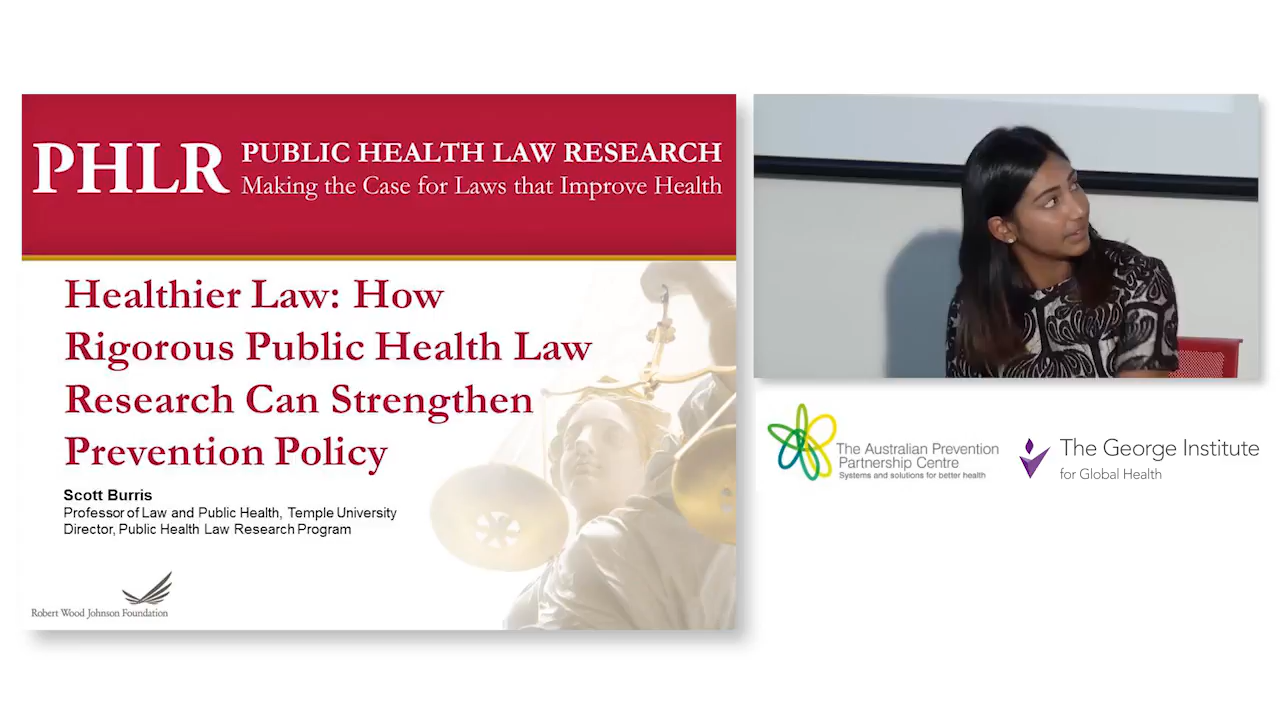 PHLR
PUBLIC HEALTH LAW RESEARCH
Making the Case for Laws that Improve Health
Healthier Law: How
Rigorous Public Health Law
Research Can Strengthen
Prevention Policy
Scott Burris
Professor of Law and Public Health, Temple University
Director, Public Health Law Research Program
Robert Wood Johnson Foundation
The Australian Prevention
Partnership Centre
Systems and solutions for better health
The George Institute
for Global Health